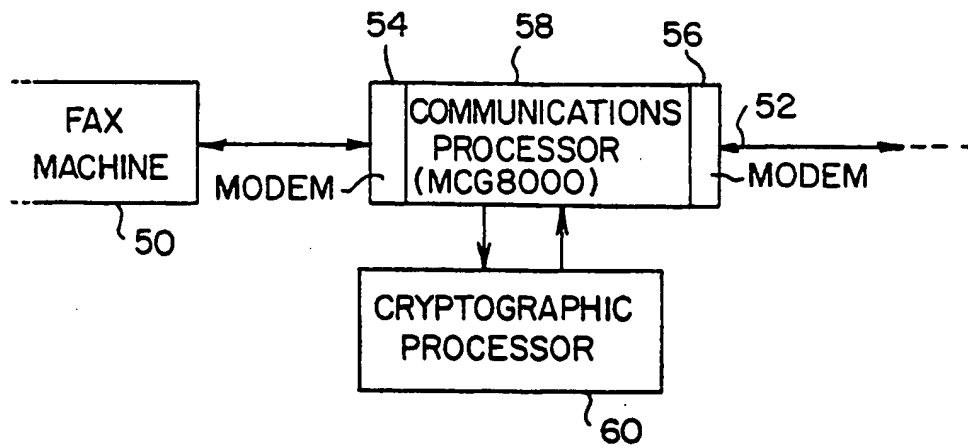 54
58
56
FAX
MACHINE
COMMUNICATIONS
PROCESSOR
(MCG8000)
52
MODEM
MODEM
50
CRYPTOGRAPHIC
PROCESSOR
60